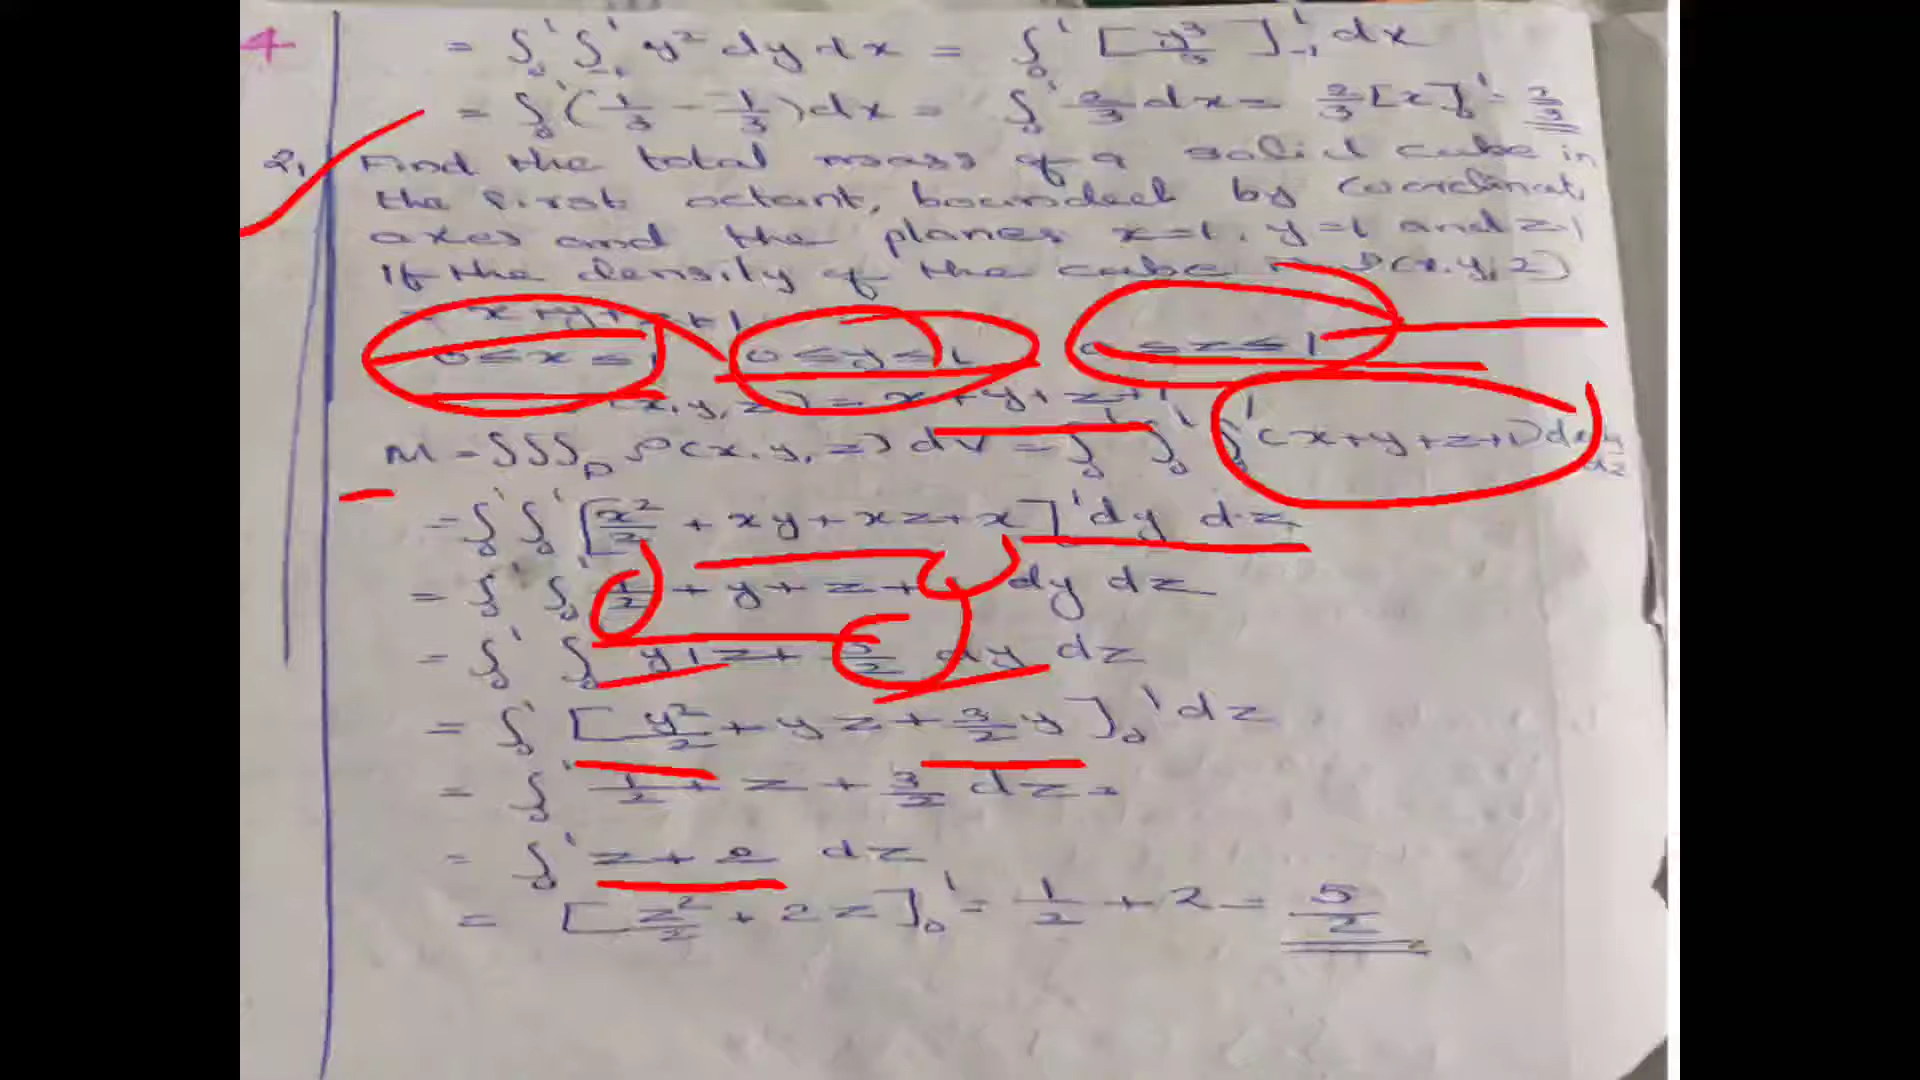 4
= ∫₀¹ ∫₋₁¹ y² dy dx = ∫₀¹ [y³/3]₋₁¹ dx
= ∫₀¹ (1/3 - -1/3) dx = ∫₀¹ 2/3 dx = 2/3 [x]₀¹ = 2/3
Find the total mass of a solid cube in
the first octant, bounded by coordinat
axes and the planes x=1, y=1 and z=1
If the density of the cube is ρ(x,y,z)
= x+y+z+1
0≤x≤1 0≤y≤1 0≤z≤1
(x,y,z) = x+y+z+1
M = ∫∫∫_D ρ(x,y,z) dV = ∫₀¹ ∫₀¹ ∫₀¹ (x+y+z+1) dx dy dz
= ∫₀¹ ∫₀¹ [x²/2 + xy + xz + x]¹ dy dz
= ∫₀¹ ∫₀¹ 1/2 + y + z + dy dz
= ∫₀¹ ∫₀¹ y + z + 3/2 dy dz
= ∫₀¹ [y²/2 + yz + 3/2 y]₀¹ dz
= ∫₀¹ 1/2 + z + 3/2 dz =
= ∫₀¹ z + 2 dz
= [z²/2 + 2z]₀¹ = 1/2 + 2 = 5/2